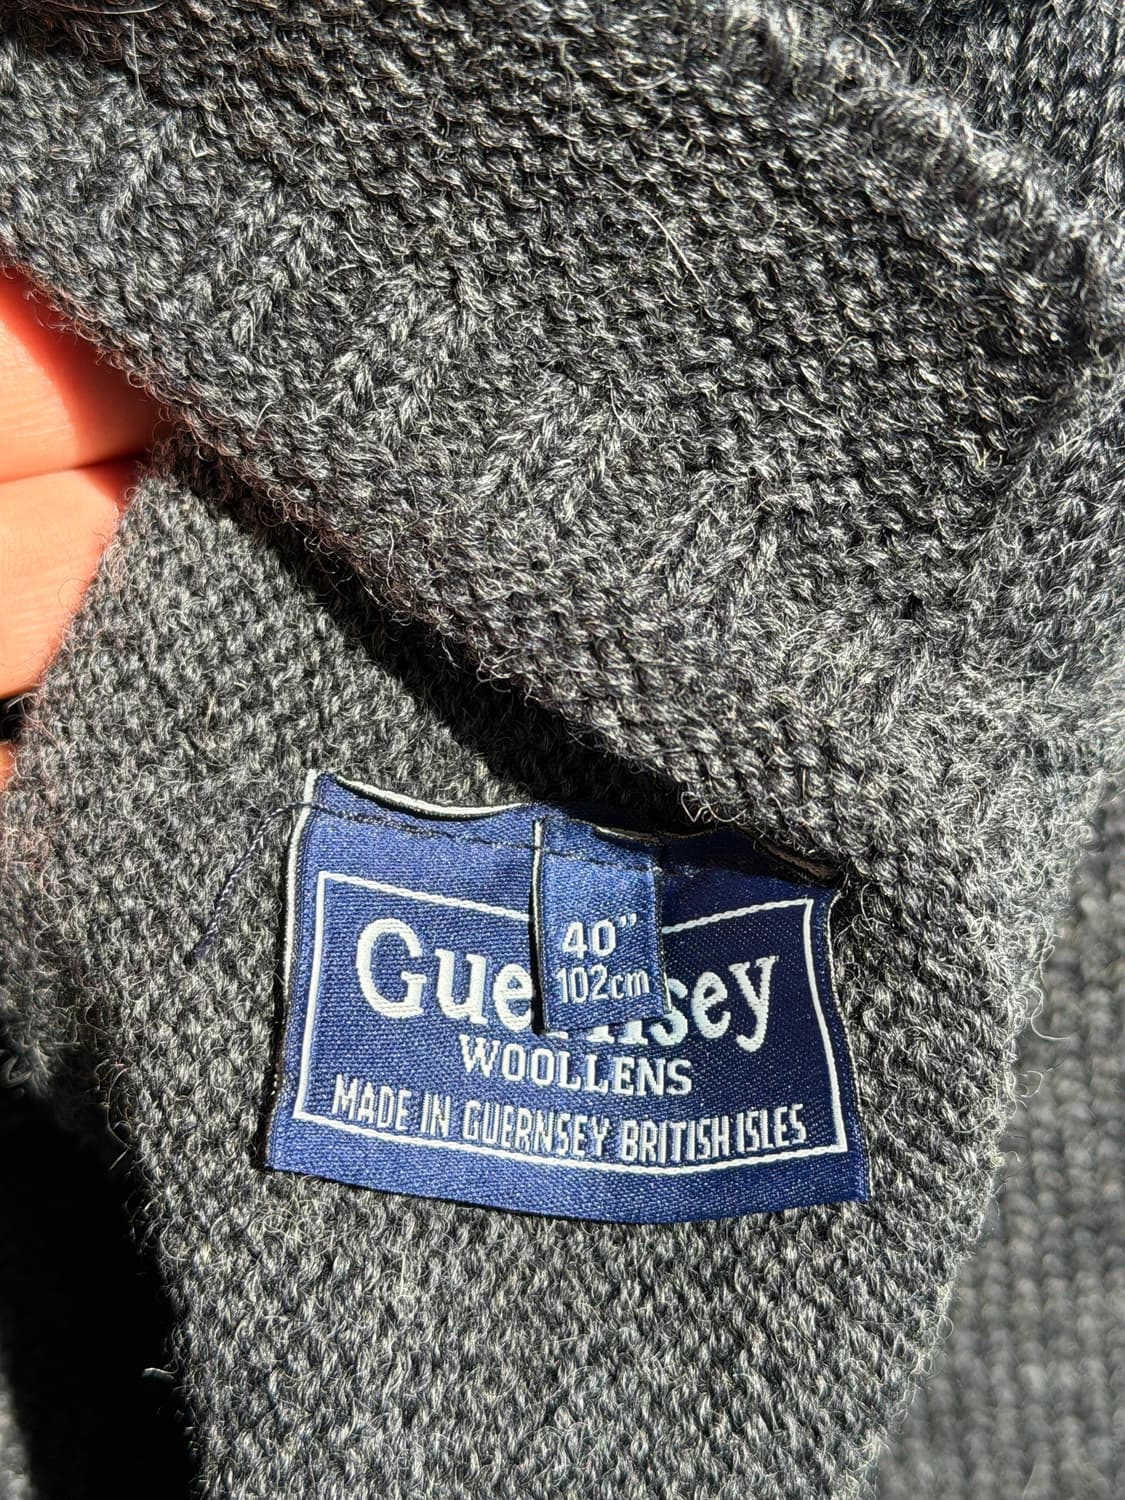 40"
102cm
Guernsey
WOOLLENS
MADE IN GUERNSEY BRITISH ISLES